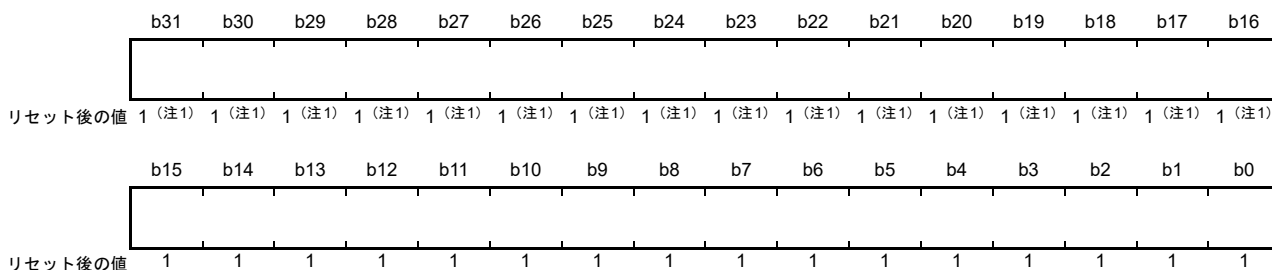 b31 b30 b29 b28 b27 b26 b25 b24 b23 b22 b21 b20 b19 b18 b17 b16
リセット後の値 1（注1） 1（注1） 1（注1） 1（注1） 1（注1） 1（注1） 1（注1） 1（注1） 1（注1） 1（注1） 1（注1） 1（注1） 1（注1） 1（注1） 1（注1） 1（注1）
b15 b14 b13 b12 b11 b10 b9 b8 b7 b6 b5 b4 b3 b2 b1 b0
リセット後の値 1 1 1 1 1 1 1 1 1 1 1 1 1 1 1 1